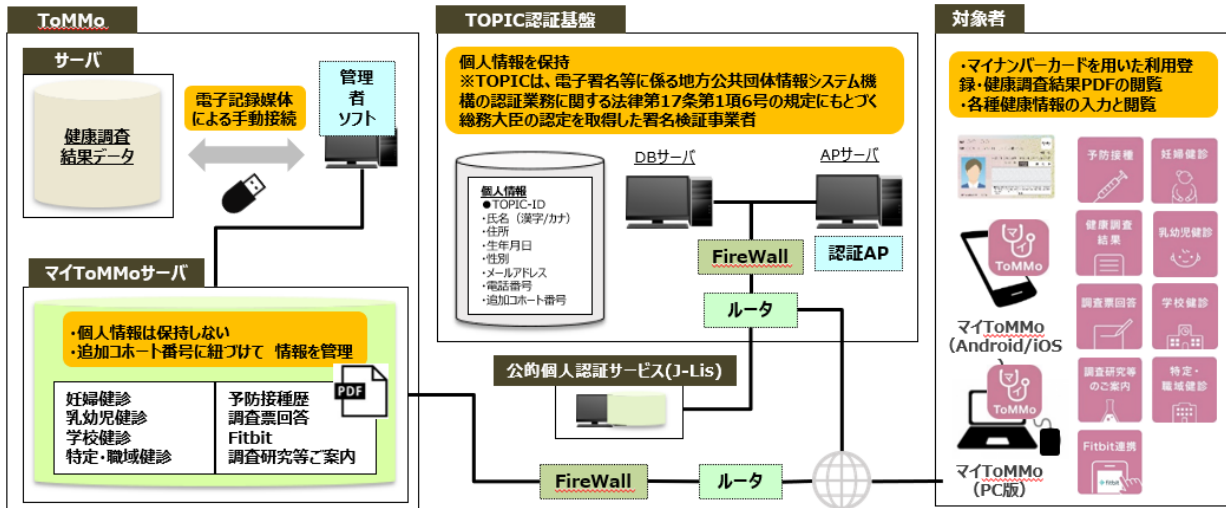 ToMMo
サーバ
健康調査
結果データ
電子記録媒体
による手動接続
管理
者
ソフト
マイToMMoサーバ
・個人情報は保持しない
・追加コホート番号に紐づけて 情報を管理
PDF
妊婦健診
乳幼児健診
学校健診
特定・職域健診
予防接種歴
調査票回答
Fitbit
調査研究等ご案内
TOPIC認証基盤
個人情報を保持
※TOPICは、電子署名等に係る地方公共団体情報システム機
構の認証業務に関する法律第17条第1項6号の規定にもとづく
総務大臣の認定を取得した署名検証事業者
DBサーバ
APサーバ
個人情報
●TOPIC-ID
・氏名（漢字/カナ）
・住所
・生年月日
・性別
・メールアドレス
・電話番号
・追加コホート番号
FireWall
認証AP
ルータ
公的個人認証サービス(J-Lis)
FireWall
ルータ
対象者
・マイナンバーカードを用いた利用登
録・健康調査結果PDFの閲覧
・各種健康情報の入力と閲覧
予防接種
妊婦健診
健康調査
結果
乳幼児健診
調査票回答
学校健診
調査研究等
のご案内
特定・
職域健診
Fitbit連携
fitbit
マイ
ToMMo
マイToMMo
（Android/iOS
マイ
ToMMo
マイToMMo
（PC版）